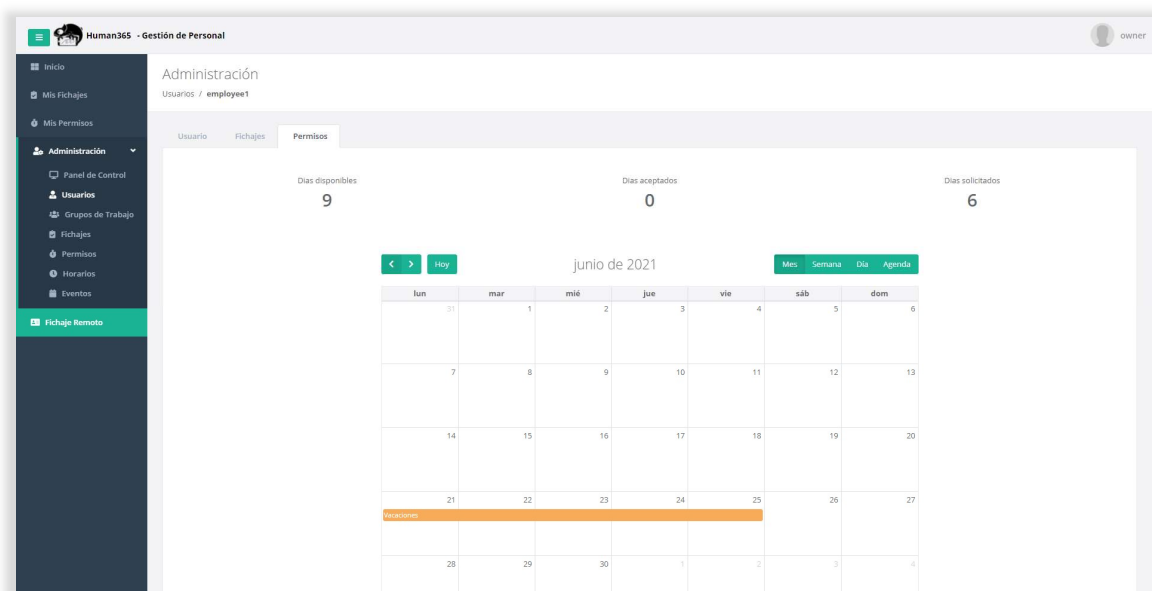 Human365 - Gestión de Personal
owner
Inicio
Mis Fichajes
Mis Permisos
Administración
Panel de Control
Usuarios
Grupos de Trabajo
Fichajes
Permisos
Horarios
Eventos
Fichaje Remoto
Administración
Usuarios / employee1
Usuario Fichajes Permisos
Dias disponibles Dias aceptados Dias solicitados
9 0 6
Hoy junio de 2021 Mes Semana Día Agenda
lun mar mié jue vie sáb dom
31 1 2 3 4 5 6
7 8 9 10 11 12 13
14 15 16 17 18 19 20
21 22 23 24 25 26 27
Vacaciones
28 29 30 1 2 3 4